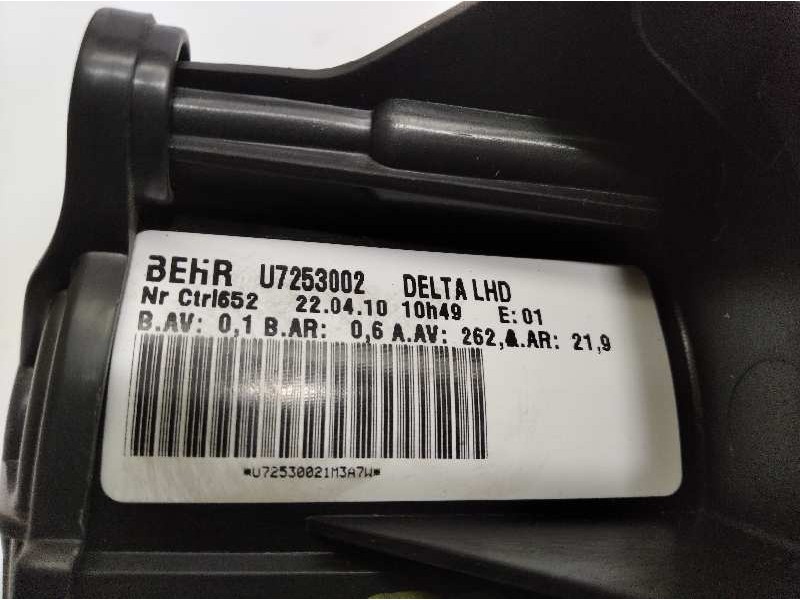 BEHR U7253002 DELTA LHD
Nr Ctrl652 22.04.10 10h49 E:01
B.AV: 0,1 B.AR: 0,6 A.AV: 262, A.AR: 21,9
*U72530021M3A7W*